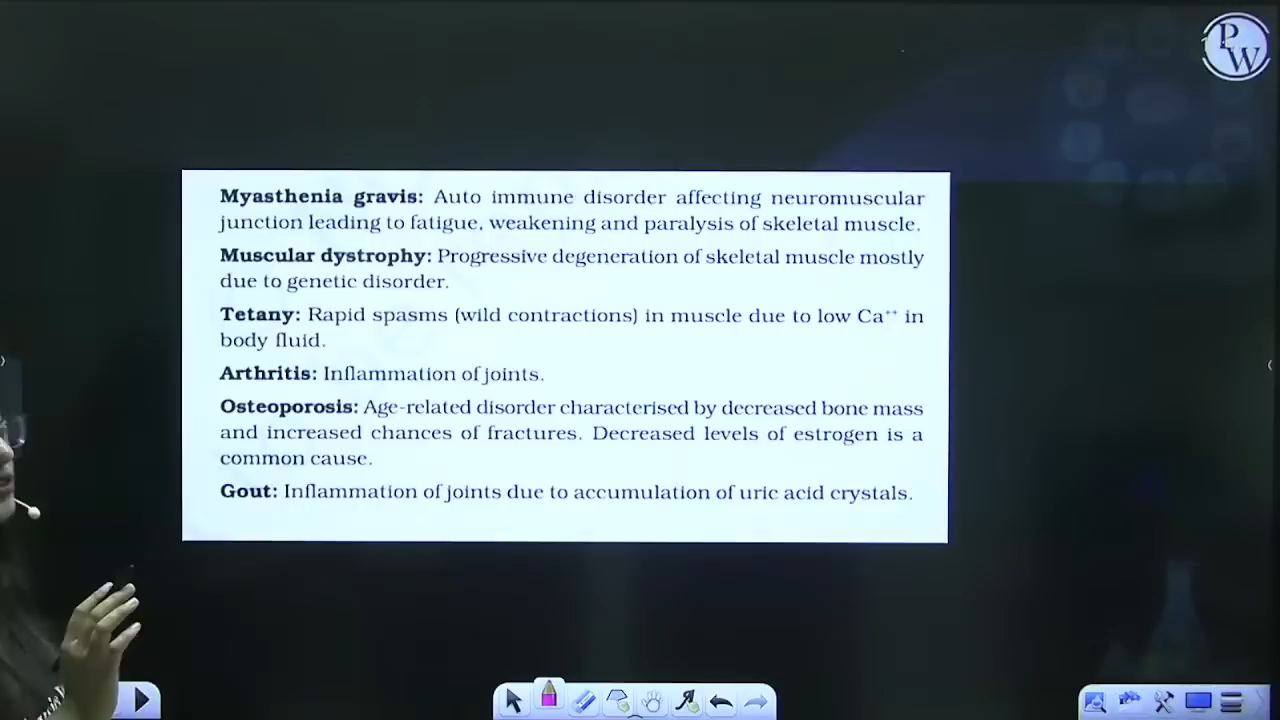 PW
Myasthenia gravis: Auto immune disorder affecting neuromuscular
junction leading to fatigue, weakening and paralysis of skeletal muscle.
Muscular dystrophy: Progressive degeneration of skeletal muscle mostly
due to genetic disorder.
Tetany: Rapid spasms (wild contractions) in muscle due to low Ca⁺⁺ in
body fluid.
Arthritis: Inflammation of joints.
Osteoporosis: Age-related disorder characterised by decreased bone mass
and increased chances of fractures. Decreased levels of estrogen is a
common cause.
Gout: Inflammation of joints due to accumulation of uric acid crystals.